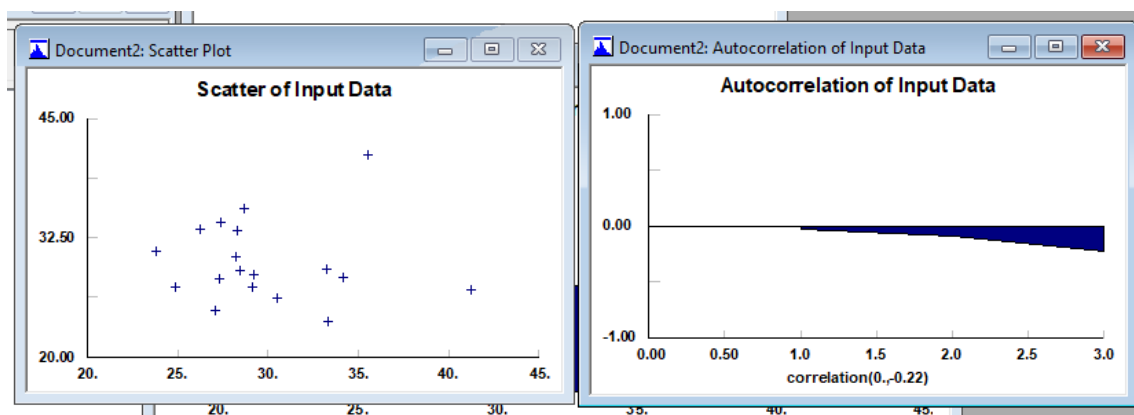 Document2: Scatter Plot
Scatter of Input Data
45.00
32.50
20.00
20. 25. 30. 35. 40. 45.
Document2: Autocorrelation of Input Data
Autocorrelation of Input Data
1.00
0.00
-1.00
0.00 0.50 1.0 1.5 2.0 2.5 3.0
correlation(0.,-0.22)
20. 25. 30. 35. 40. 45.